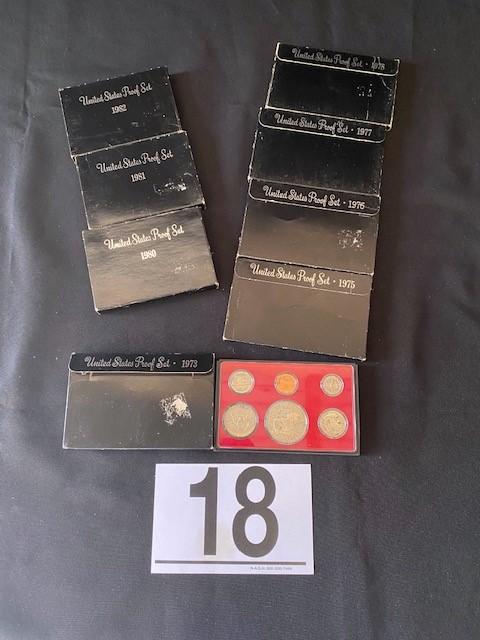 United States Proof Set
1982
United States Proof Set
1981
United States Proof Set
1980
United States Proof Set • 1978
United States Proof Set • 1977
United States Proof Set • 1976
United States Proof Set • 1975
United States Proof Set • 1973
18